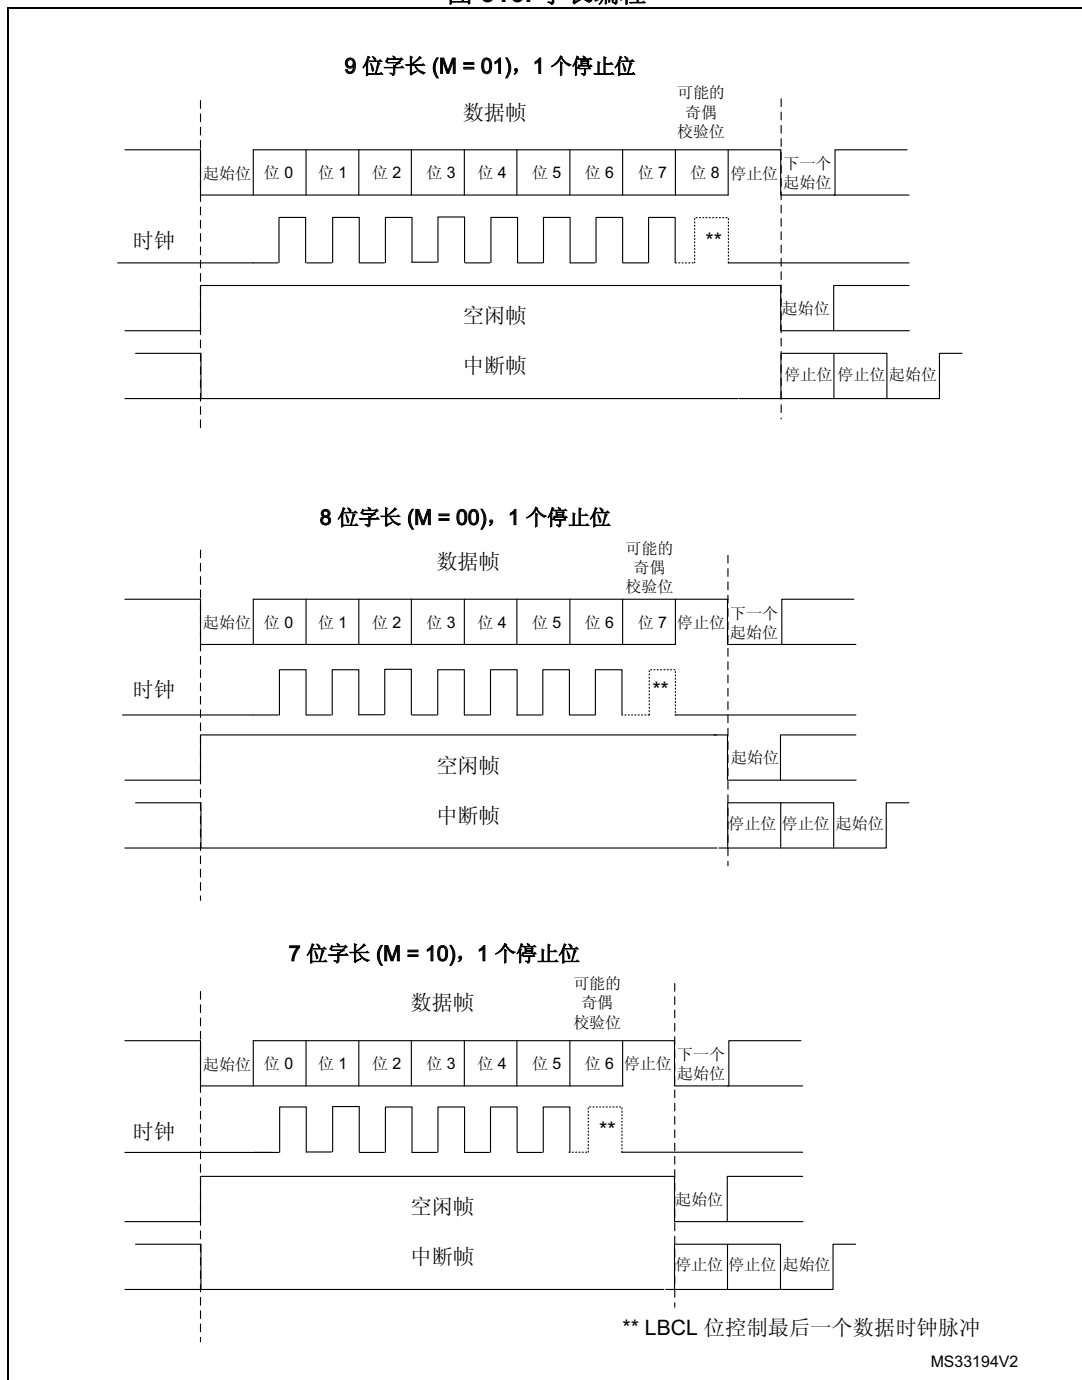 9 位字长 (M = 01)，1 个停止位
数据帧
可能的
奇偶
校验位
起始位 位 0 位 1 位 2 位 3 位 4 位 5 位 6 位 7 位 8 停止位 下一个
起始位
时钟
**
空闲帧
起始位
中断帧
停止位 停止位 起始位
8 位字长 (M = 00)，1 个停止位
数据帧
可能的
奇偶
校验位
起始位 位 0 位 1 位 2 位 3 位 4 位 5 位 6 位 7 停止位 下一个
起始位
时钟
**
空闲帧
起始位
中断帧
停止位 停止位 起始位
7 位字长 (M = 10)，1 个停止位
数据帧
可能的
奇偶
校验位
起始位 位 0 位 1 位 2 位 3 位 4 位 5 位 6 停止位 下一个
起始位
时钟
**
空闲帧
起始位
中断帧
停止位 停止位 起始位
** LBCL 位控制最后一个数据时钟脉冲
MS33194V2